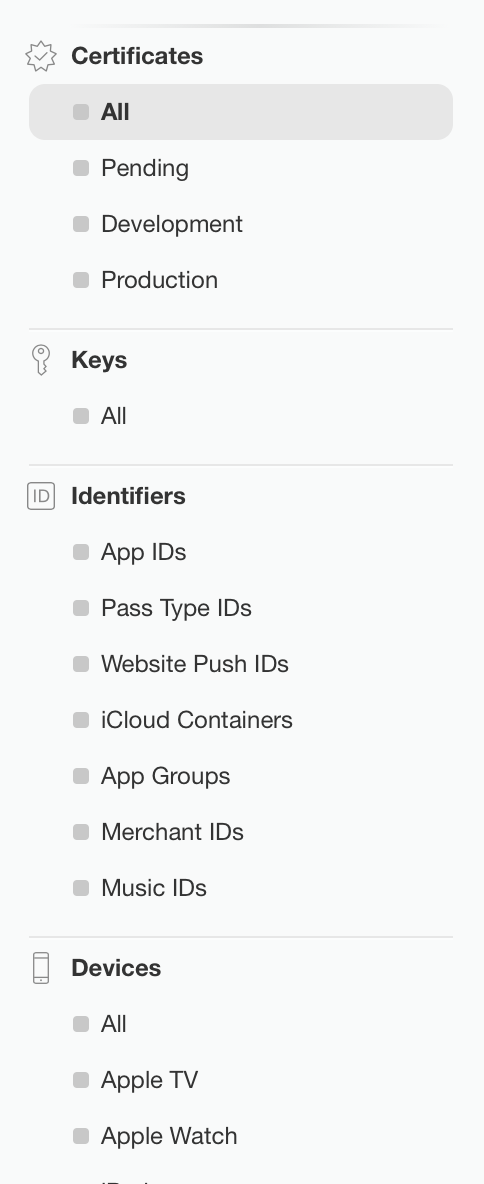 Certificates
All
Pending
Development
Production
Keys
All
ID Identifiers
App IDs
Pass Type IDs
Website Push IDs
iCloud Containers
App Groups
Merchant IDs
Music IDs
Devices
All
Apple TV
Apple Watch